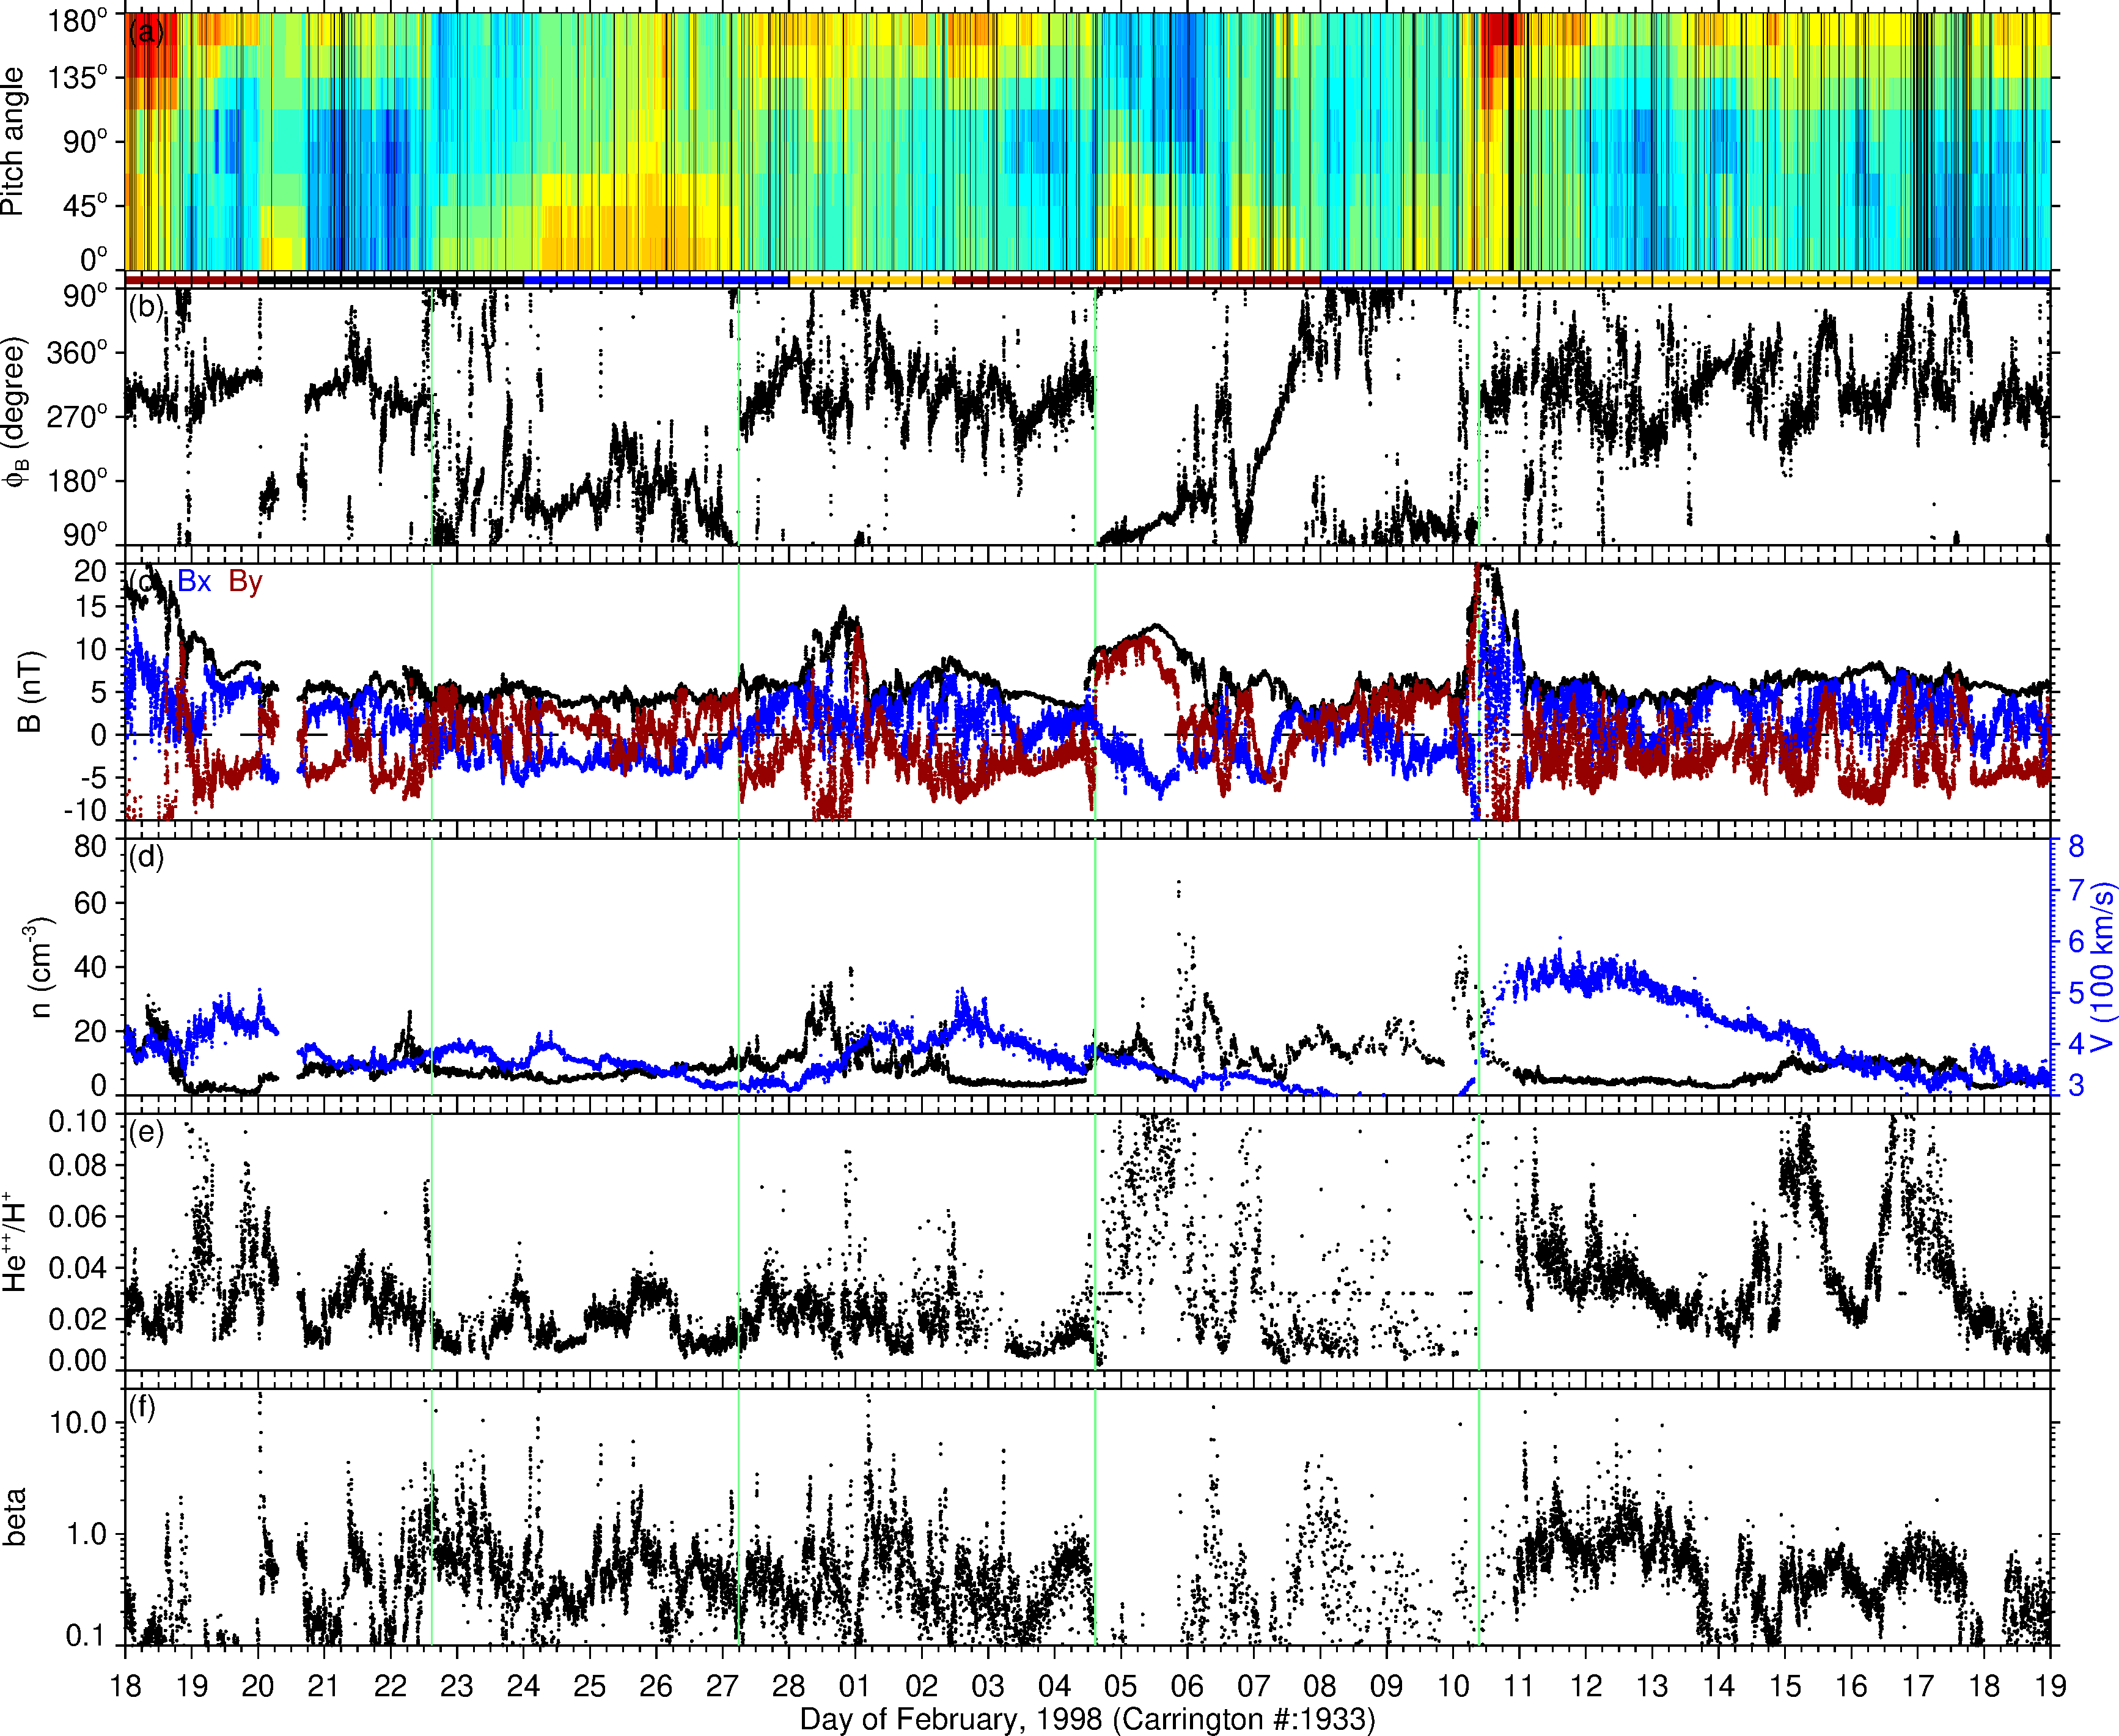 (a)
Pitch angle
180°
135°
90°
45°
0°
(b)
ϕB (degree)
90°
360°
270°
180°
90°
(c) Bx By
B (nT)
20
15
10
5
0
-5
-10
(d)
n (cm⁻³)
80
60
40
20
0
V (100 km/s)
8
7
6
5
4
3
(e)
He⁺⁺/H⁺
0.10
0.08
0.06
0.04
0.02
0.00
(f)
beta
10.0
1.0
0.1
18 19 20 21 22 23 24 25 26 27 28 01 02 03 04 05 06 07 08 09 10 11 12 13 14 15 16 17 18 19
Day of February, 1998 (Carrington #:1933)